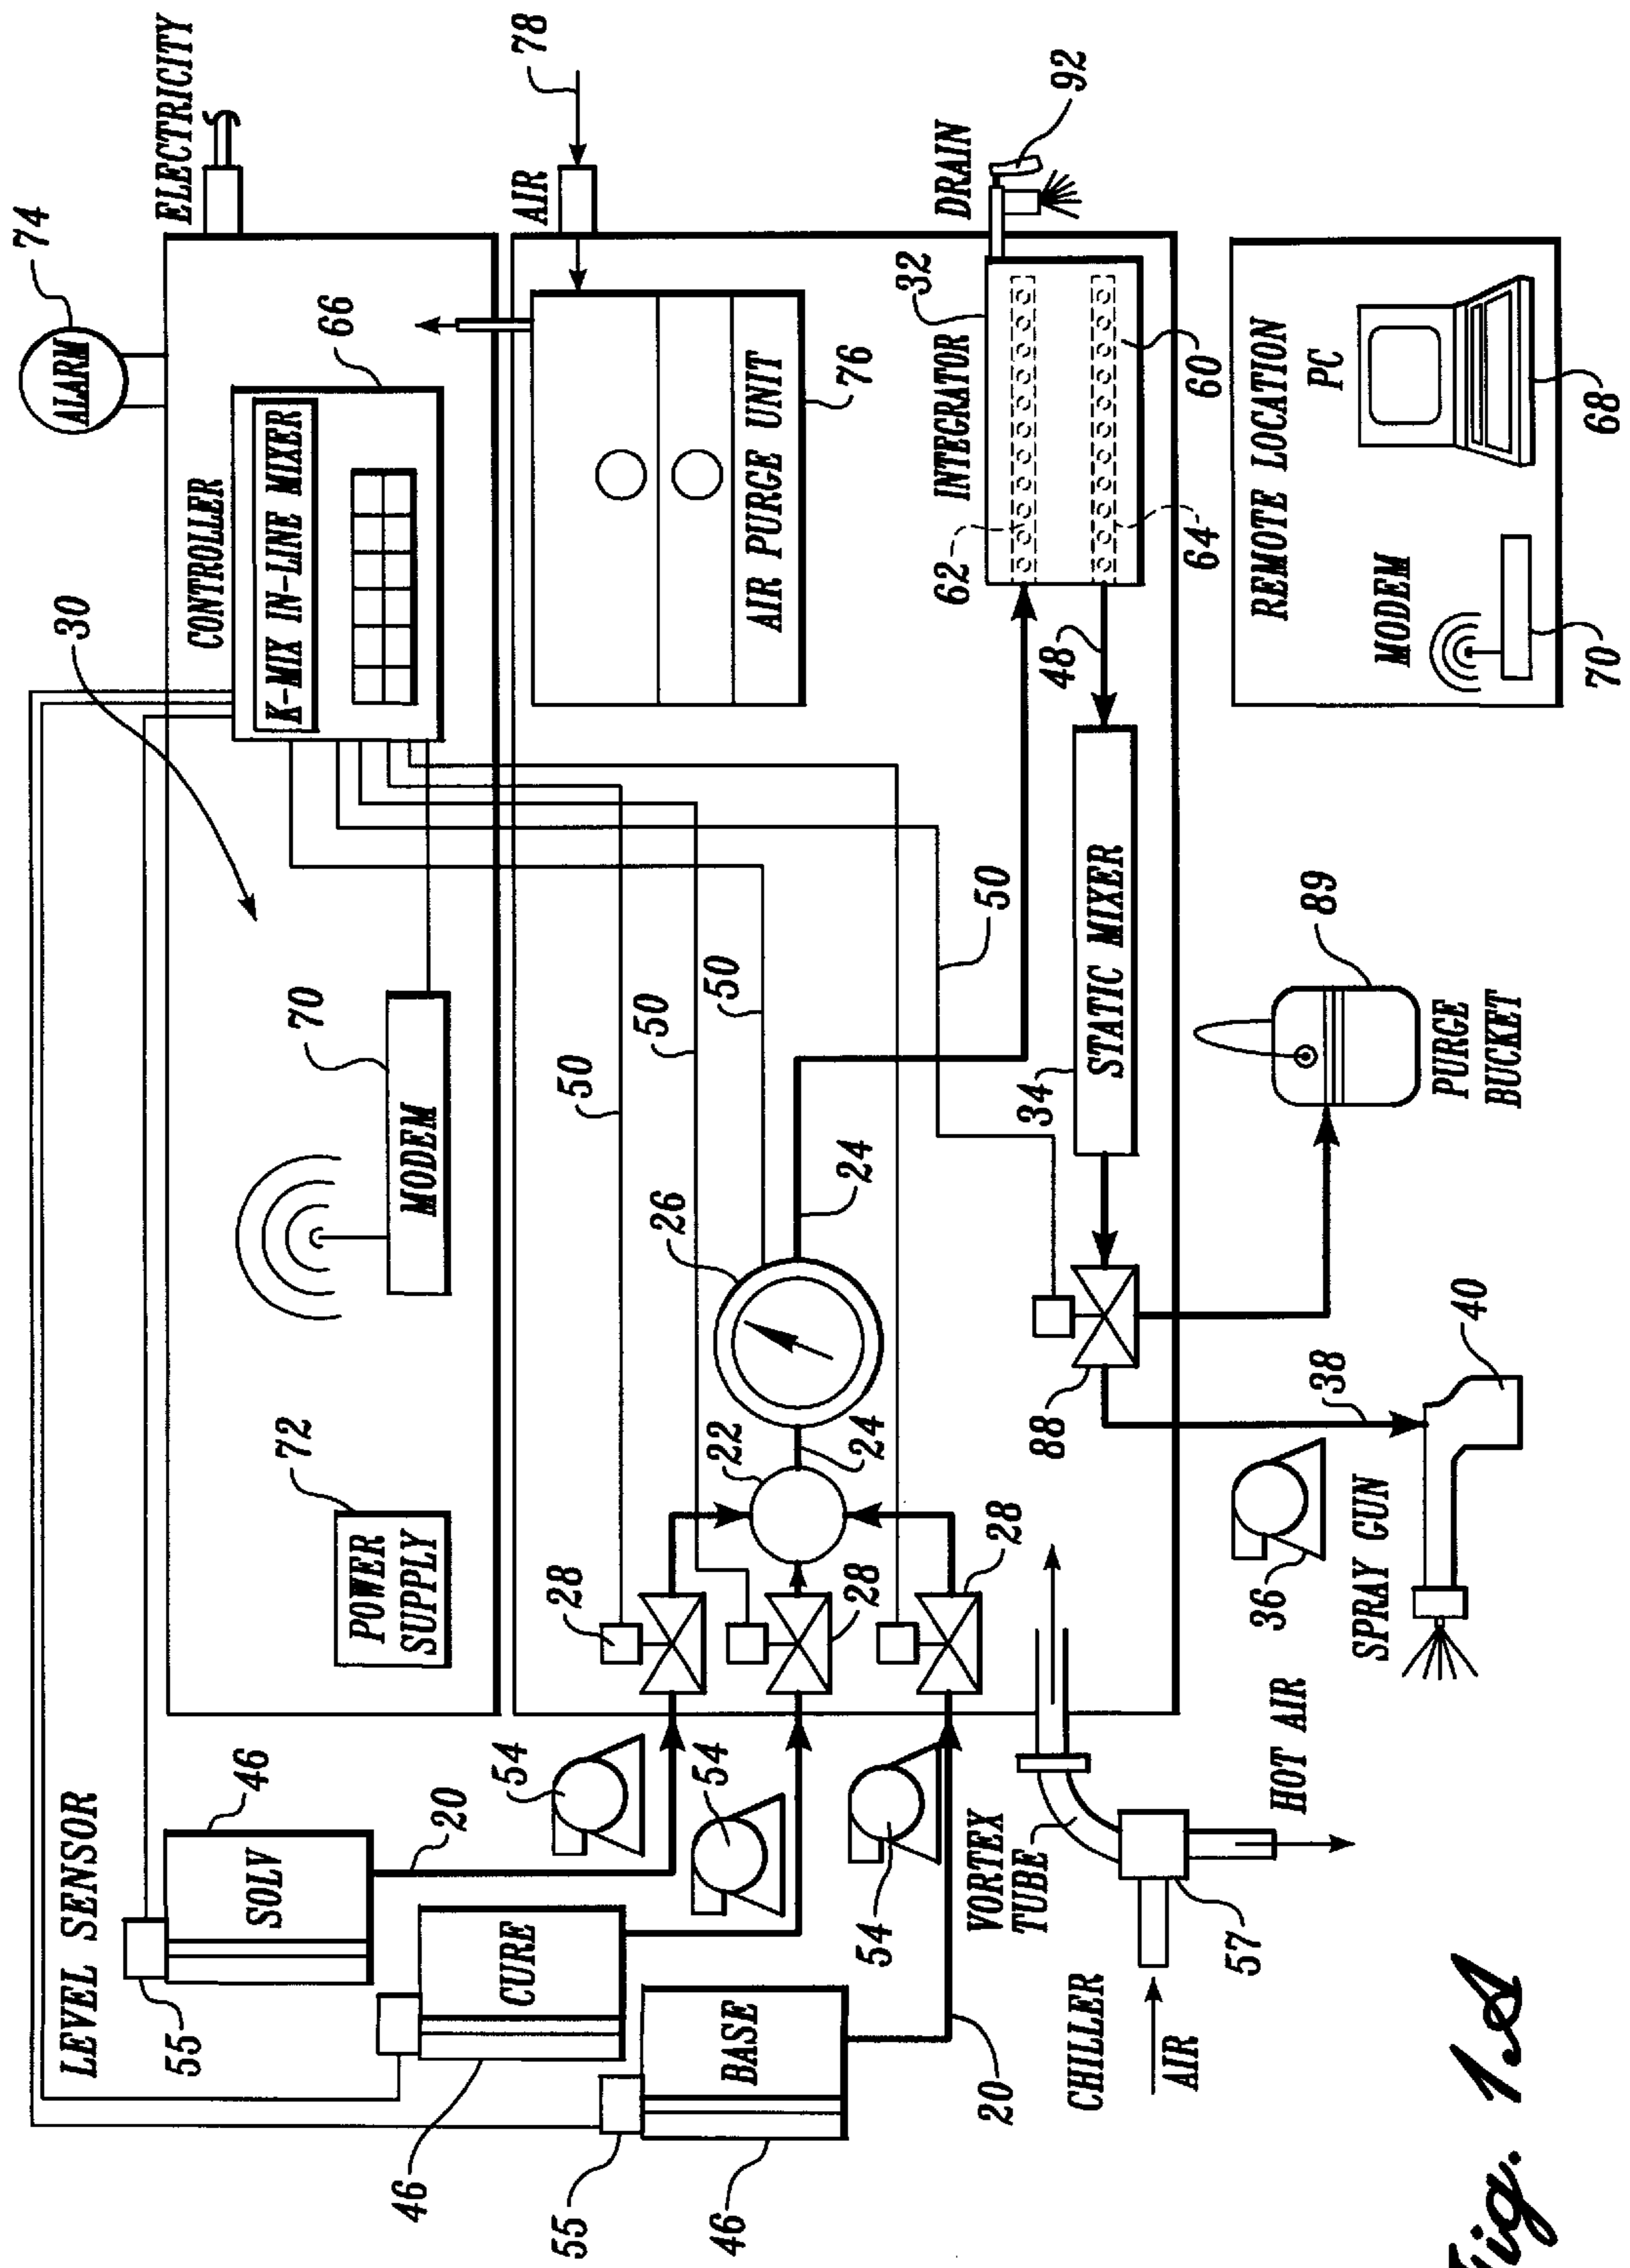 LEVEL SENSOR
55
46
SOLV
20
46
CURE
55
46
BASE
20
54
54
54
CHILLER
AIR
VORTEX
TUBE
57
HOT AIR
POWER
SUPPLY
72
MODEM
70
30
CONTROLLER
K-MIX IN-LINE MIXER
66
ALARM
74
ELECTRICITY
28
28
28
22
24
26
24
50
50
50
50
AIR PURGE UNIT
76
AIR
78
INTEGRATOR
32
DRAIN
92
62
60
64
48
STATIC MIXER
34
88
38
36
SPRAY GUN
40
PURGE
BUCKET
89
REMOTE LOCATION
MODEM
70
PC
68
Fig. 1A